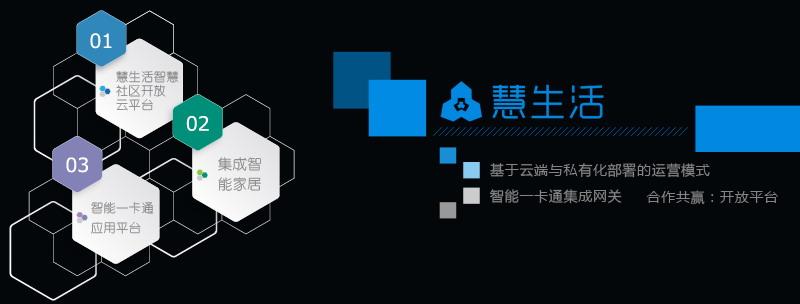 01
慧生活智慧
社区开放
云平台
02
集成智
能家居
03
智能一卡通
应用平台
慧生活
基于云端与私有化部署的运营模式
智能一卡通集成网关 合作共赢：开放平台